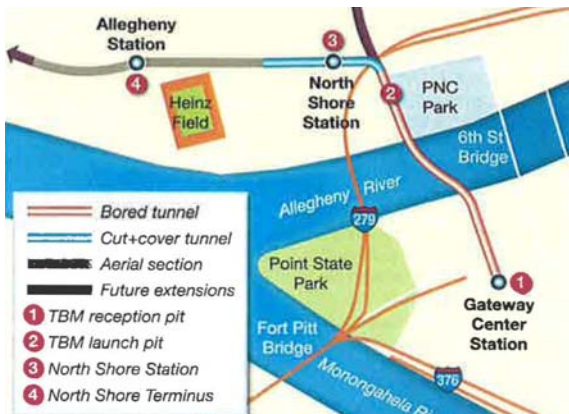 Allegheny
Station
4
3
North
Shore
Station
Heinz
Field
2
PNC
Park
6th St
Bridge
Allegheny River
279
Point State
Park
1
Gateway
Center
Station
Fort Pitt
Bridge
Monongahela
376
Bored tunnel
Cut+cover tunnel
Aerial section
Future extensions
1 TBM reception pit
2 TBM launch pit
3 North Shore Station
4 North Shore Terminus